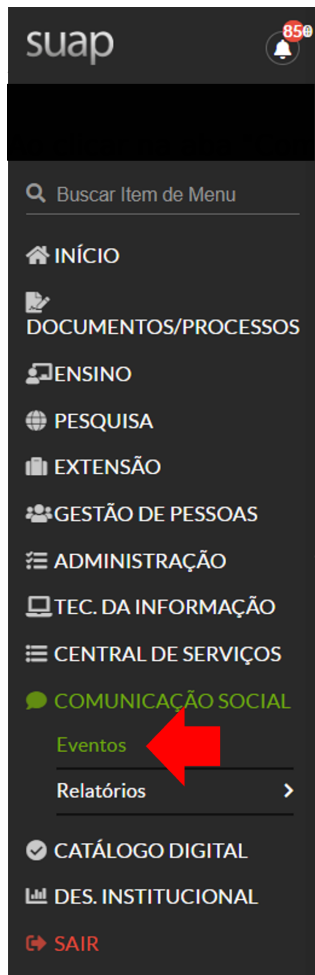 suap
850
Buscar Item de Menu
INÍCIO
DOCUMENTOS/PROCESSOS
ENSINO
PESQUISA
EXTENSÃO
GESTÃO DE PESSOAS
ADMINISTRAÇÃO
TEC. DA INFORMAÇÃO
CENTRAL DE SERVIÇOS
COMUNICAÇÃO SOCIAL
Eventos
Relatórios
CATÁLOGO DIGITAL
DES. INSTITUCIONAL
SAIR